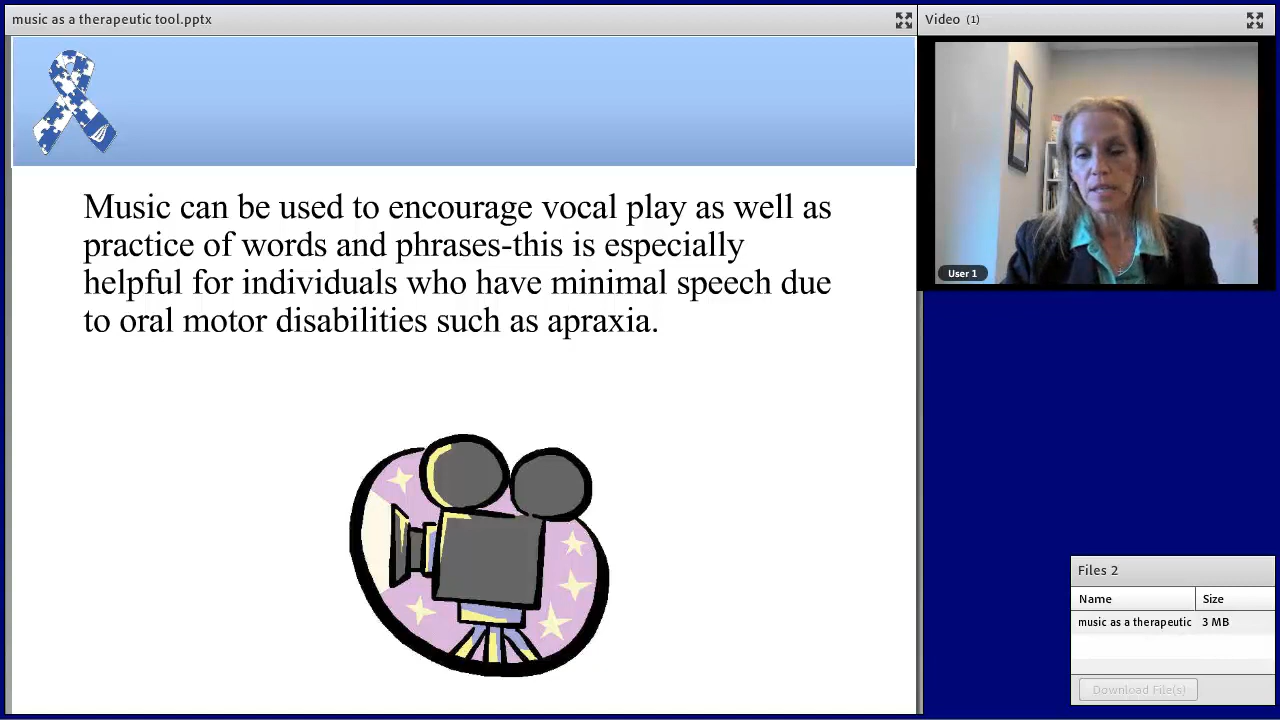 music as a therapeutic tool.pptx
Video (1)
Music can be used to encourage vocal play as well as
practice of words and phrases-this is especially
helpful for individuals who have minimal speech due
to oral motor disabilities such as apraxia.
User 1
Files 2
Name Size
music as a therapeutic 3 MB
Download File(s)